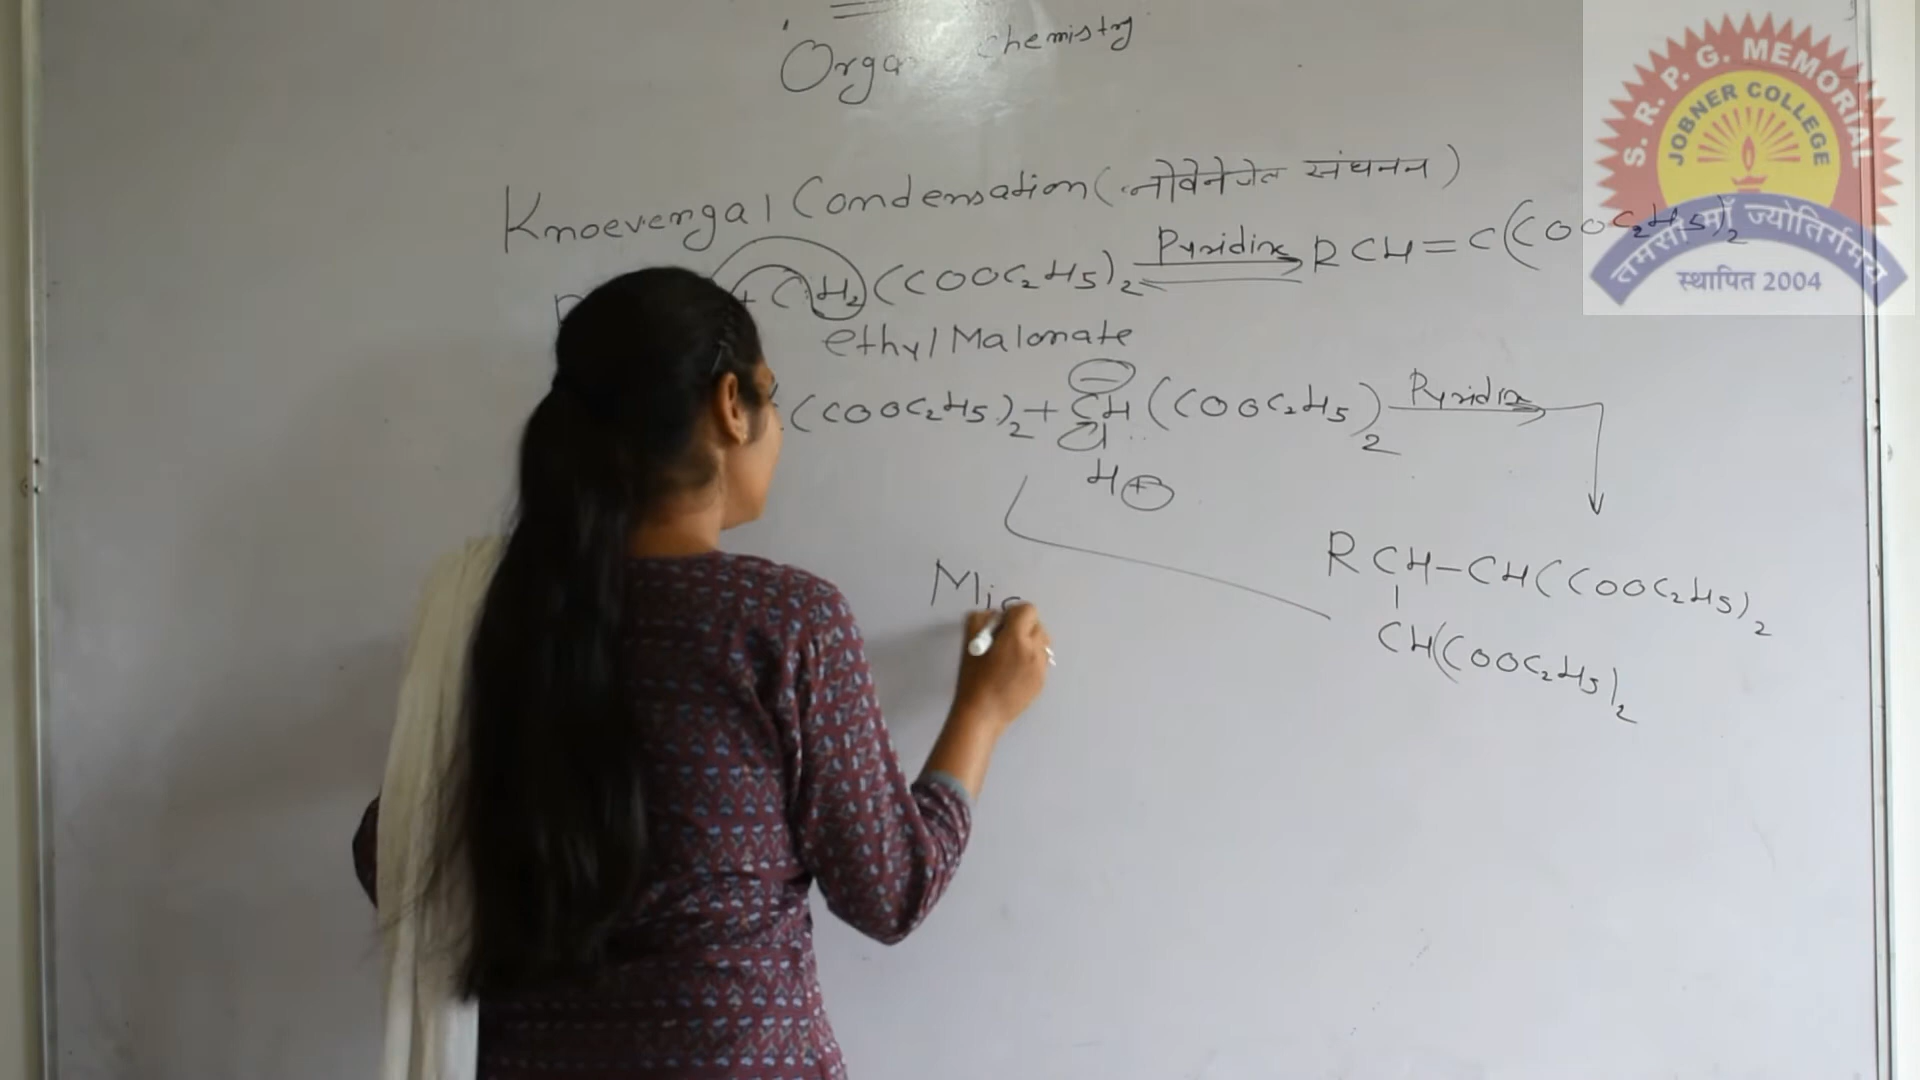 Orga chemistry
Knoevengal Condensation (नोवेनेजेल संघनन)
+ CH₂(COOC₂H5)₂ Pyridine RCH=C(COOC₂H5)₂
ethyl Malonate
(COOC₂H5)₂ + CH (COOC₂H5)₂ Pyridine
H⊕
RCH-CH(COOC₂H5)₂
CH(COOC₂H5)₂
Mic
S. R. P. G. MEMORIAL
JOBNER COLLEGE
तमसो माँ ज्योतिर्गमय
स्थापित 2004